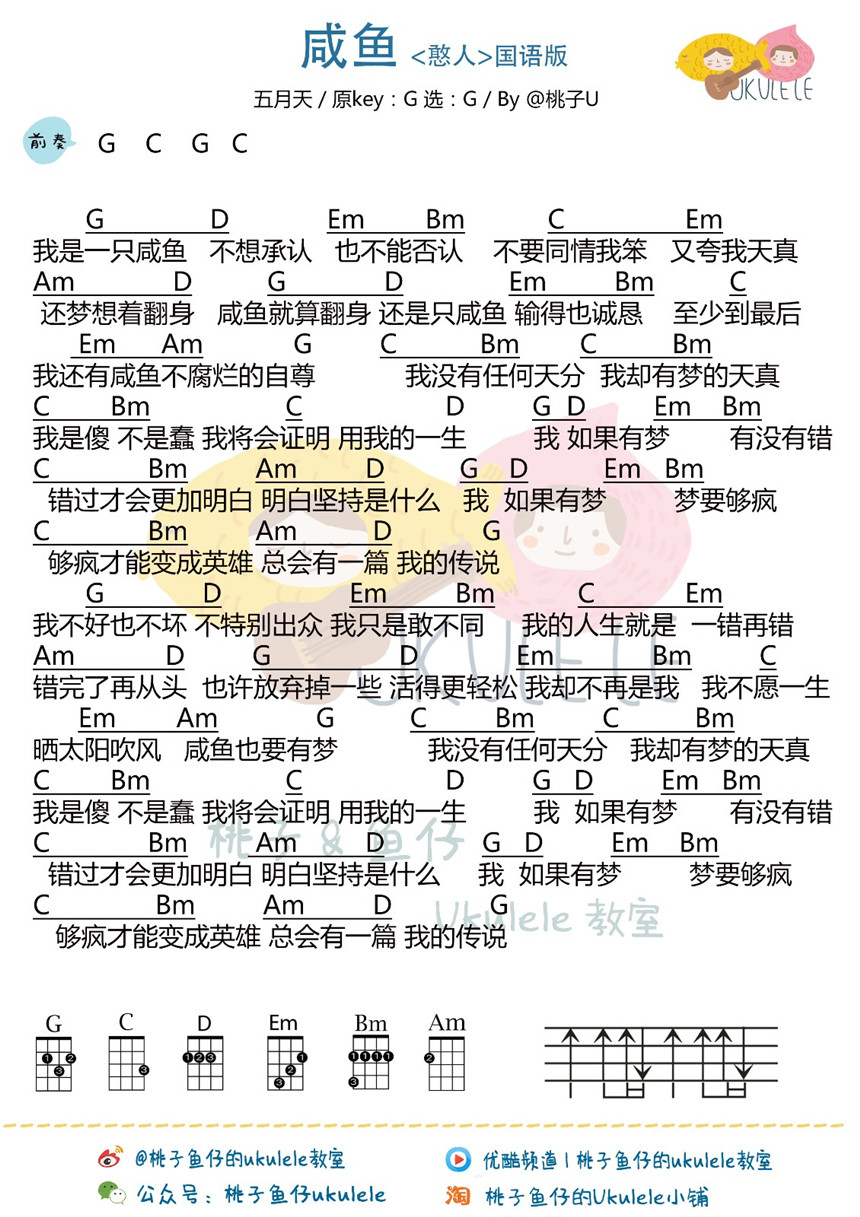 咸鱼 <憨人>国语版
UKULELE
五月天 / 原key：G 选：G / By @桃子U
前奏 G C G C
G D Em Bm C Em
我是一只咸鱼 不想承认 也不能否认 不要同情我笨 又夸我天真
Am D G D Em Bm C
还梦想着翻身 咸鱼就算翻身 还是只咸鱼 输得也诚恳 至少到最后
Em Am G C Bm C Bm
我还有咸鱼不腐烂的自尊 我没有任何天分 我却有梦的天真
C Bm C D G D Em Bm
我是傻 不是蠢 我将会证明 用我的一生 我 如果有梦 有没有错
C Bm Am D G D Em Bm
错过才会更加明白 明白坚持是什么 我 如果有梦 梦要够疯
C Bm Am D G
够疯才能变成英雄 总会有一篇 我的传说
G D Em Bm C Em
我不好也不坏 不特别出众 我只是敢不同 我的人生就是 一错再错
UKULELE
Am D G D Em Bm C
错完了再从头 也许放弃掉一些 活得更轻松 我却不再是我 我不愿一生
Em Am G C Bm C Bm
晒太阳吹风 咸鱼也要有梦 我没有任何天分 我却有梦的天真
C Bm C D G D Em Bm
我是傻 不是蠢 我将会证明 用我的一生 我 如果有梦 有没有错
桃子&鱼仔
C Bm Am D G D Em Bm
错过才会更加明白 明白坚持是什么 我 如果有梦 梦要够疯
C Bm Am D G
Ukulele 教室
够疯才能变成英雄 总会有一篇 我的传说
G C D Em Bm Am
1 2 3 3 1 2 3 1 2 3 1 1 1 1 3 2
@桃子鱼仔的ukulele教室 优酷频道 | 桃子鱼仔的ukulele教室
公众号：桃子鱼仔ukulele 淘 桃子鱼仔的Ukulele小铺